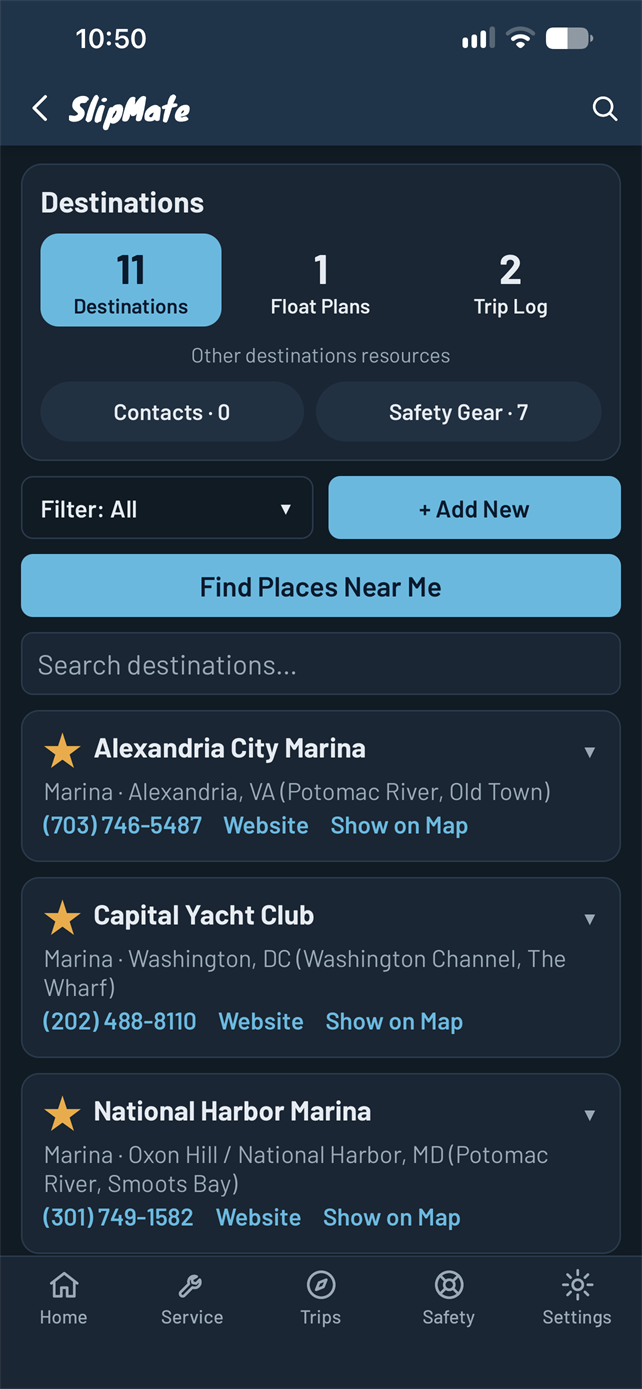 10:50
SlipMate
Destinations
11
Destinations
1
Float Plans
2
Trip Log
Other destinations resources
Contacts · 0
Safety Gear · 7
Filter: All
+ Add New
Find Places Near Me
Search destinations...
Alexandria City Marina
Marina · Alexandria, VA (Potomac River, Old Town)
(703) 746-5487 Website Show on Map
Capital Yacht Club
Marina · Washington, DC (Washington Channel, The
Wharf)
(202) 488-8110 Website Show on Map
National Harbor Marina
Marina · Oxon Hill / National Harbor, MD (Potomac
River, Smoots Bay)
(301) 749-1582 Website Show on Map
Home Service Trips Safety Settings